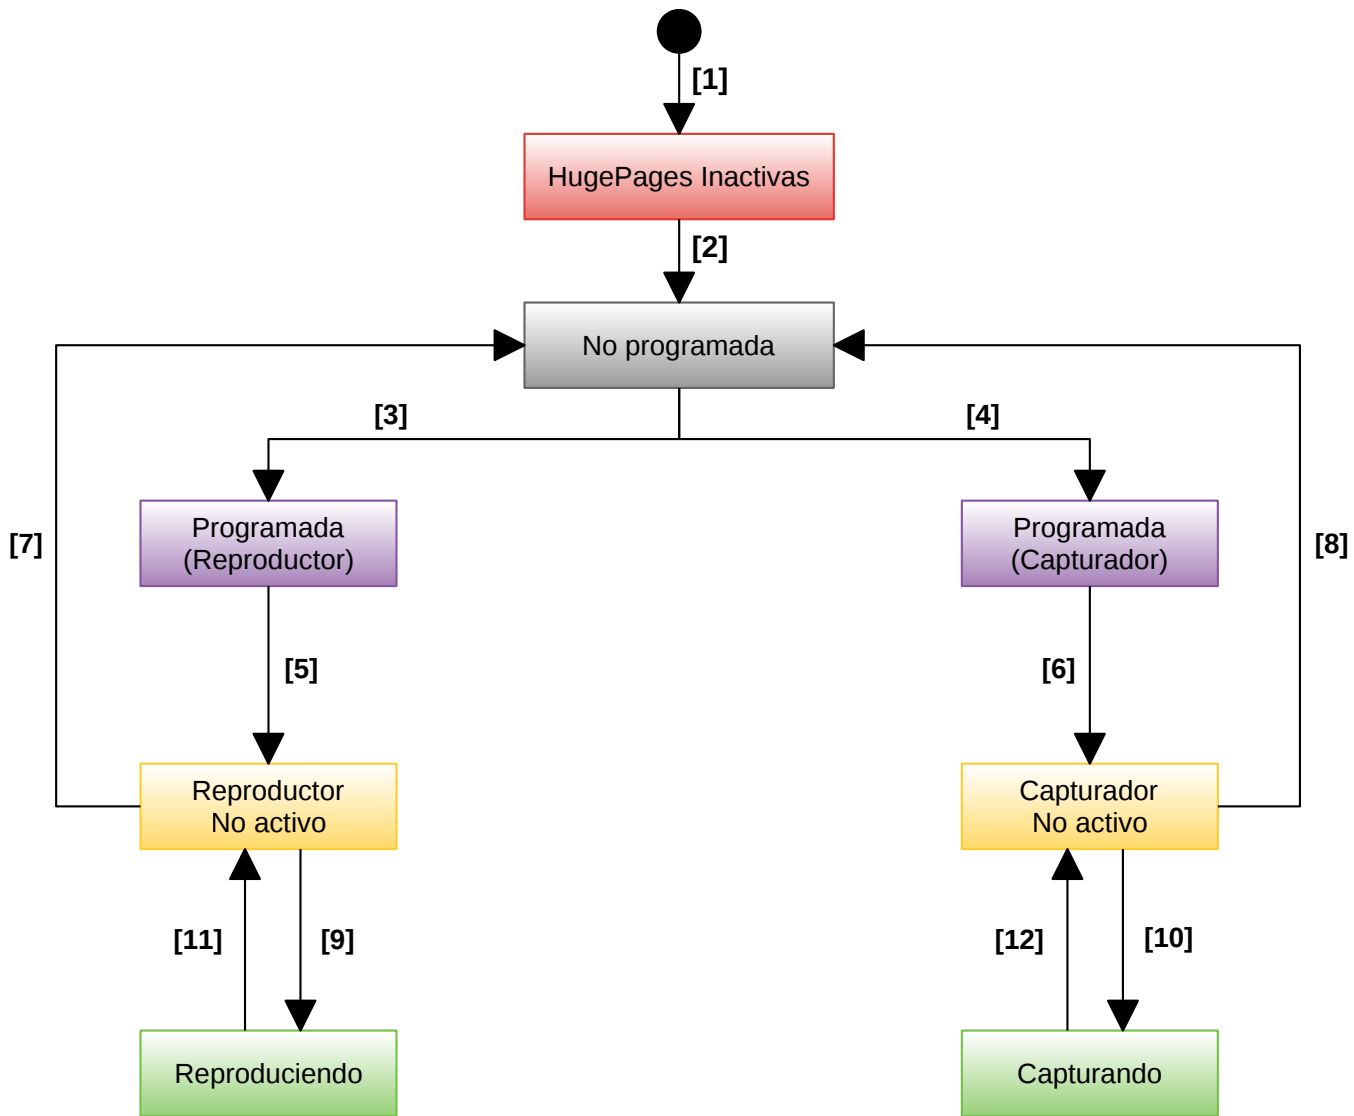 [1]
HugePages Inactivas
[2]
No programada
[3]
[4]
Programada
(Reproductor)
Programada
(Capturador)
[7]
[8]
[5]
[6]
Reproductor
No activo
Capturador
No activo
[11]
[9]
[12]
[10]
Reproduciendo
Capturando